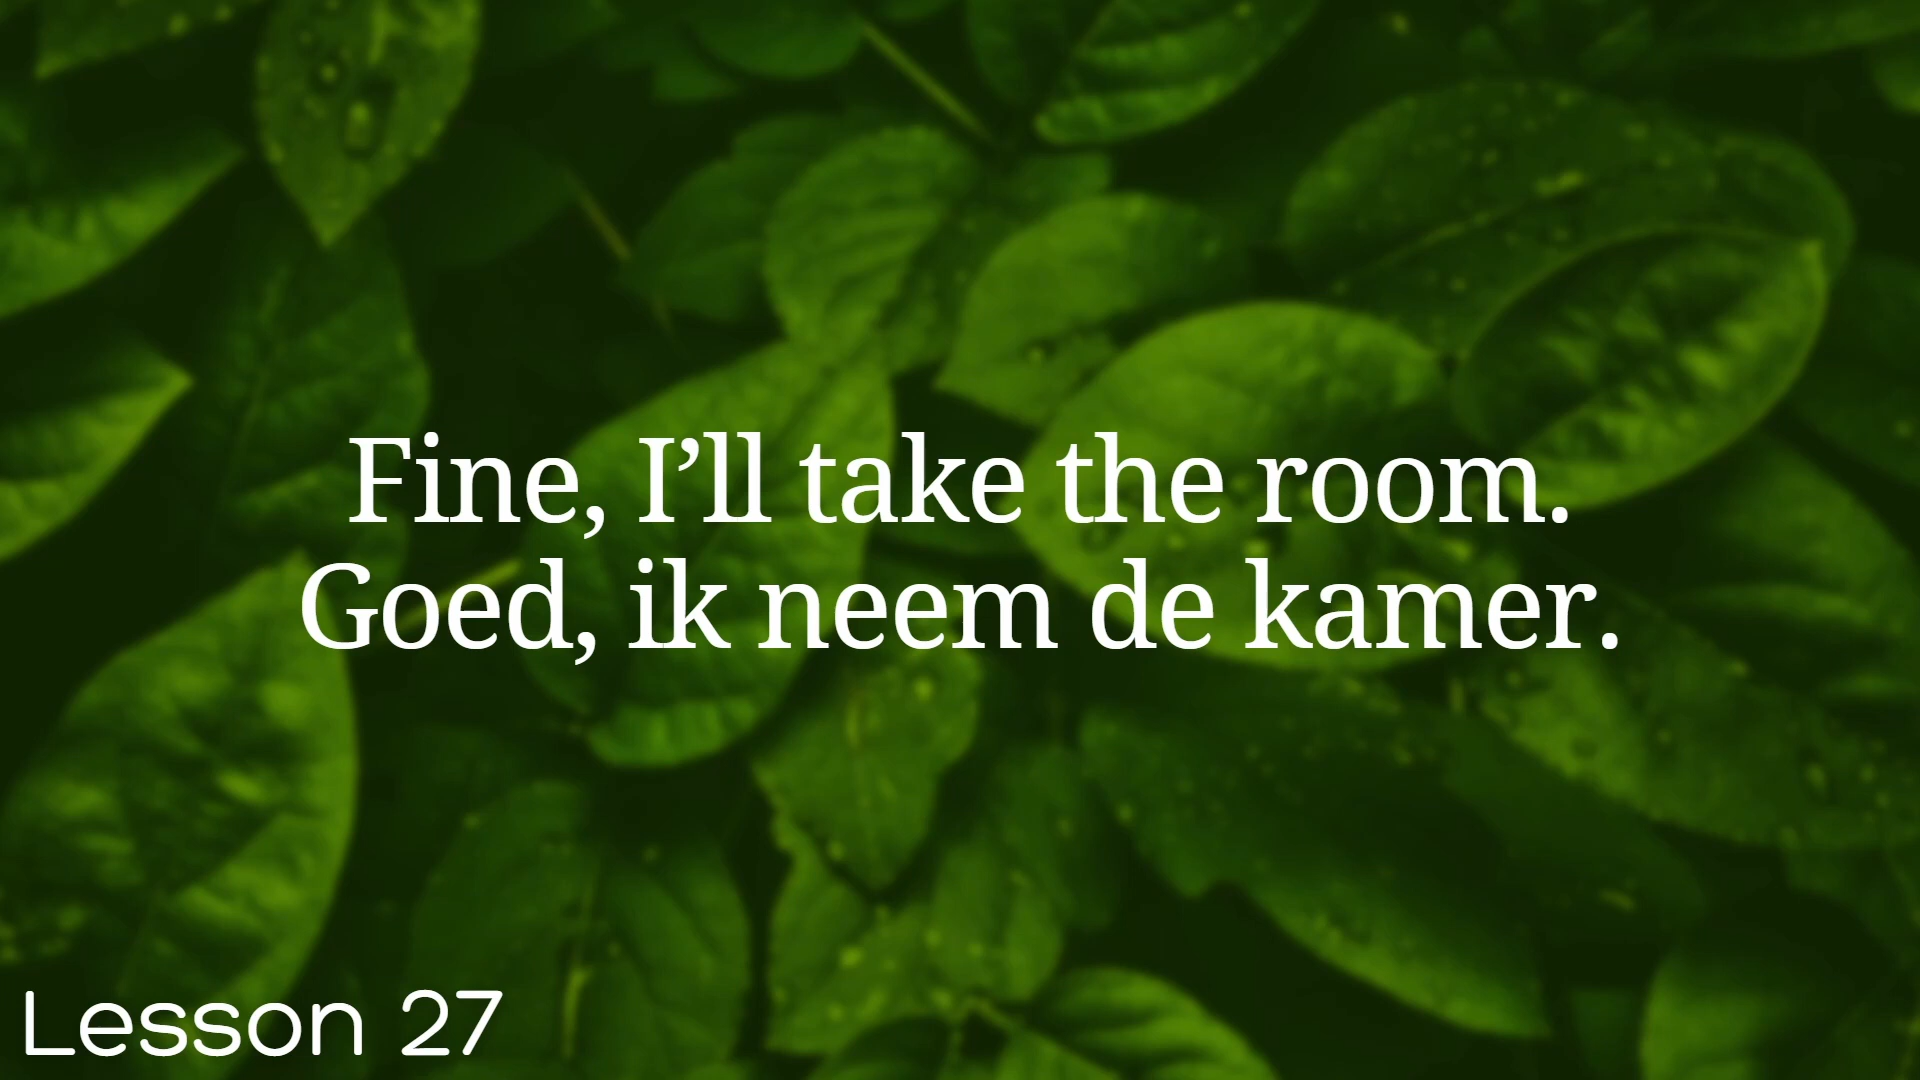 Fine, I’ll take the room.
Goed, ik neem de kamer.
Lesson 27